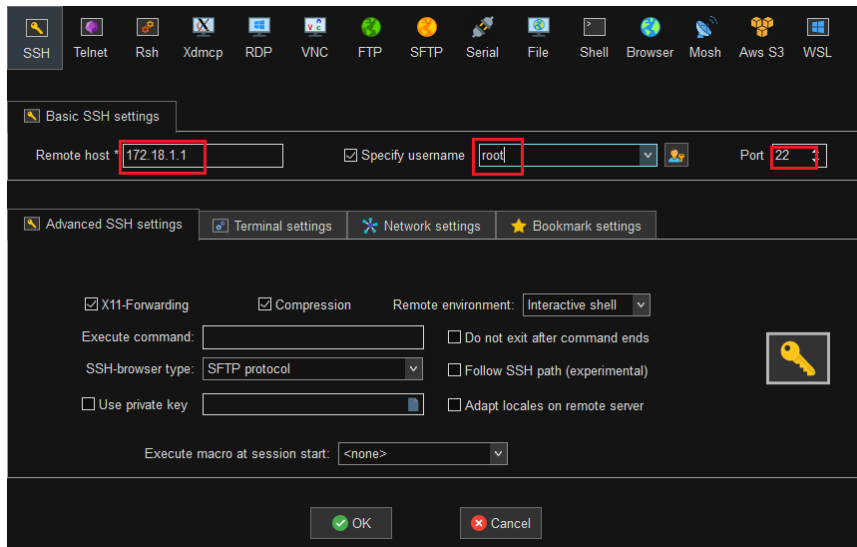 SSH Telnet Rsh Xdmcp RDP VNC FTP SFTP Serial File Shell Browser Mosh Aws S3 WSL
Basic SSH settings
Remote host * 172.18.1.1 Specify username root Port 22
Advanced SSH settings Terminal settings Network settings Bookmark settings
X11-Forwarding Compression Remote environment: Interactive shell
Execute command: Do not exit after command ends
SSH-browser type: SFTP protocol Follow SSH path (experimental)
Use private key Adapt locales on remote server
Execute macro at session start: <none>
OK Cancel